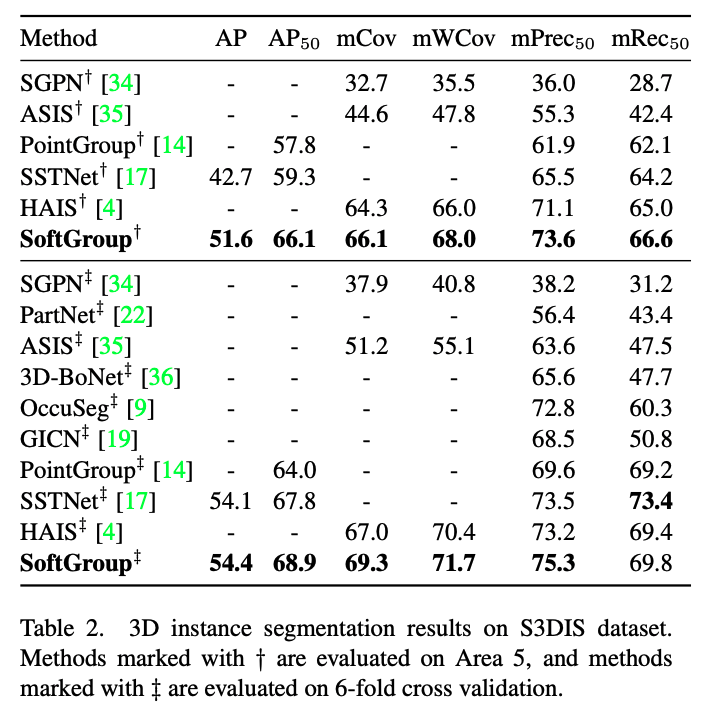 Method AP AP₅₀ mCov mWCov mPrec₅₀ mRec₅₀
SGPN† [34] - - 32.7 35.5 36.0 28.7
ASIS† [35] - - 44.6 47.8 55.3 42.4
PointGroup† [14] - 57.8 - - 61.9 62.1
SSTNet† [17] 42.7 59.3 - - 65.5 64.2
HAIS† [4] - - 64.3 66.0 71.1 65.0
SoftGroup† 51.6 66.1 66.1 68.0 73.6 66.6
SGPN‡ [34] - - 37.9 40.8 38.2 31.2
PartNet‡ [22] - - - - 56.4 43.4
ASIS‡ [35] - - 51.2 55.1 63.6 47.5
3D-BoNet‡ [36] - - - - 65.6 47.7
OccuSeg‡ [9] - - - - 72.8 60.3
GICN‡ [19] - - - - 68.5 50.8
PointGroup‡ [14] - 64.0 - - 69.6 69.2
SSTNet‡ [17] 54.1 67.8 - - 73.5 73.4
HAIS‡ [4] - - 67.0 70.4 73.2 69.4
SoftGroup‡ 54.4 68.9 69.3 71.7 75.3 69.8
Table 2. 3D instance segmentation results on S3DIS dataset.
Methods marked with † are evaluated on Area 5, and methods
marked with ‡ are evaluated on 6-fold cross validation.